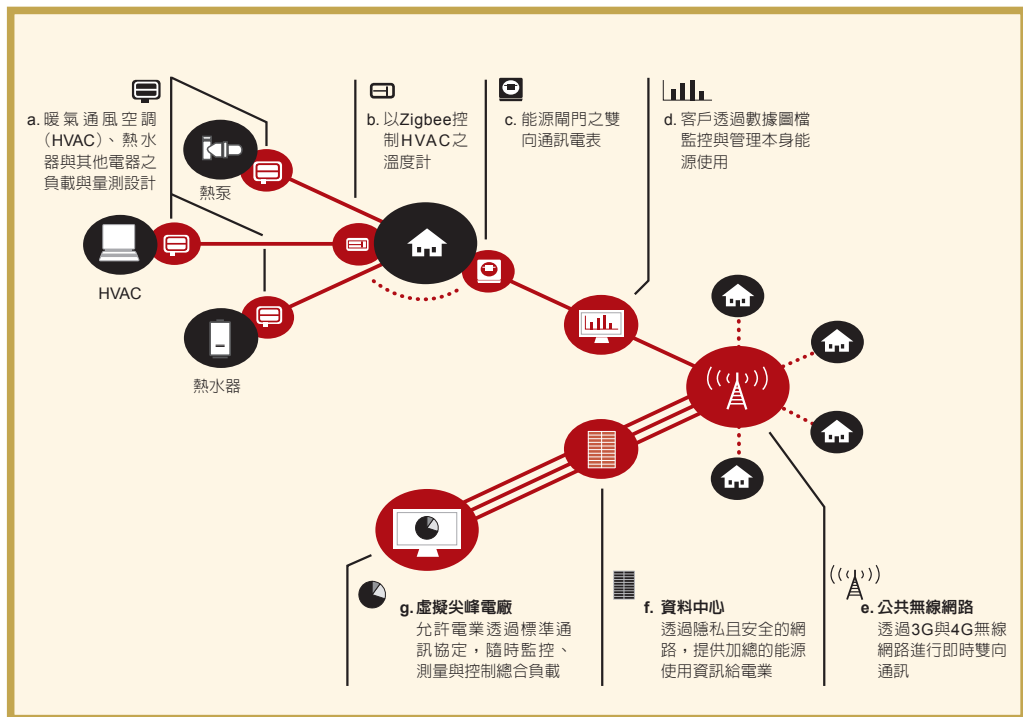 a. 暖氣通風空調
(HVAC)、熱水
器與其他電器之
負載與量測設計
b. 以Zigbee控
制HVAC之
溫度計
c. 能源閘門之雙
向通訊電表
d. 客戶透過數據圖檔
監控與管理本身能
源使用
熱泵
HVAC
熱水器
g. 虛擬尖峰電廠
允許電業透過標準通
訊協定，隨時監控、
測量與控制總合負載
f. 資料中心
透過隱私且安全的網
路，提供加總的能源
使用資訊給電業
e. 公共無線網路
透過3G與4G無線
網路進行即時雙向
通訊